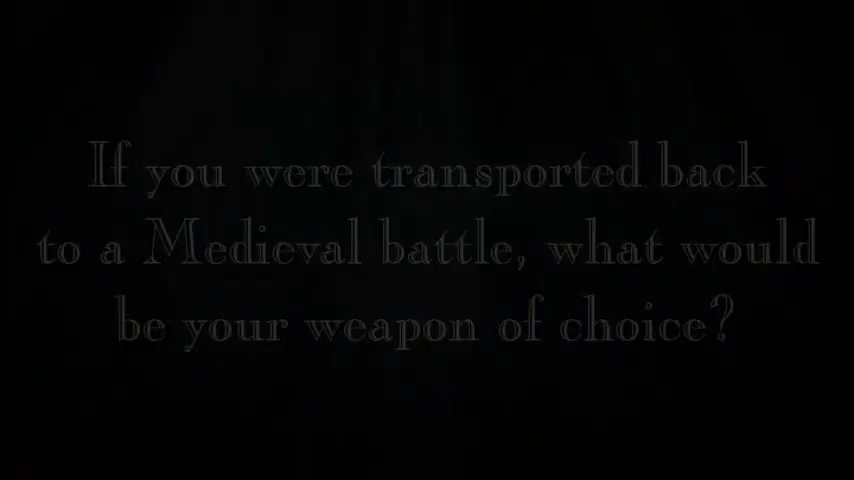 If you were transported back
to a Medieval battle, what would
be your weapon of choice?